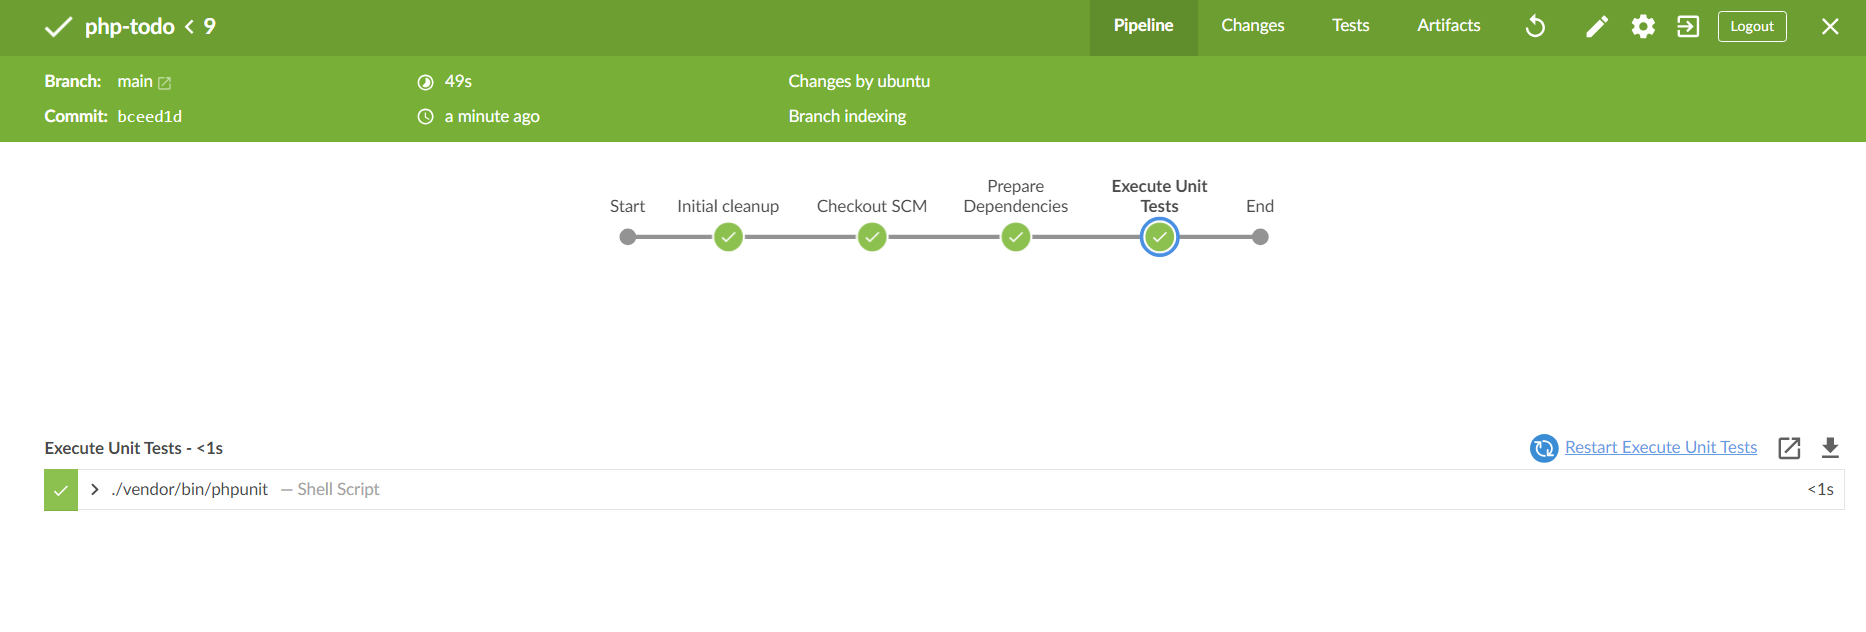 php-todo < 9
Pipeline Changes Tests Artifacts Logout
Branch: main 49s Changes by ubuntu
Commit: bceed1d a minute ago Branch indexing
Start Initial cleanup Checkout SCM Prepare Dependencies Execute Unit Tests End
Execute Unit Tests - <1s Restart Execute Unit Tests
./vendor/bin/phpunit — Shell Script <1s